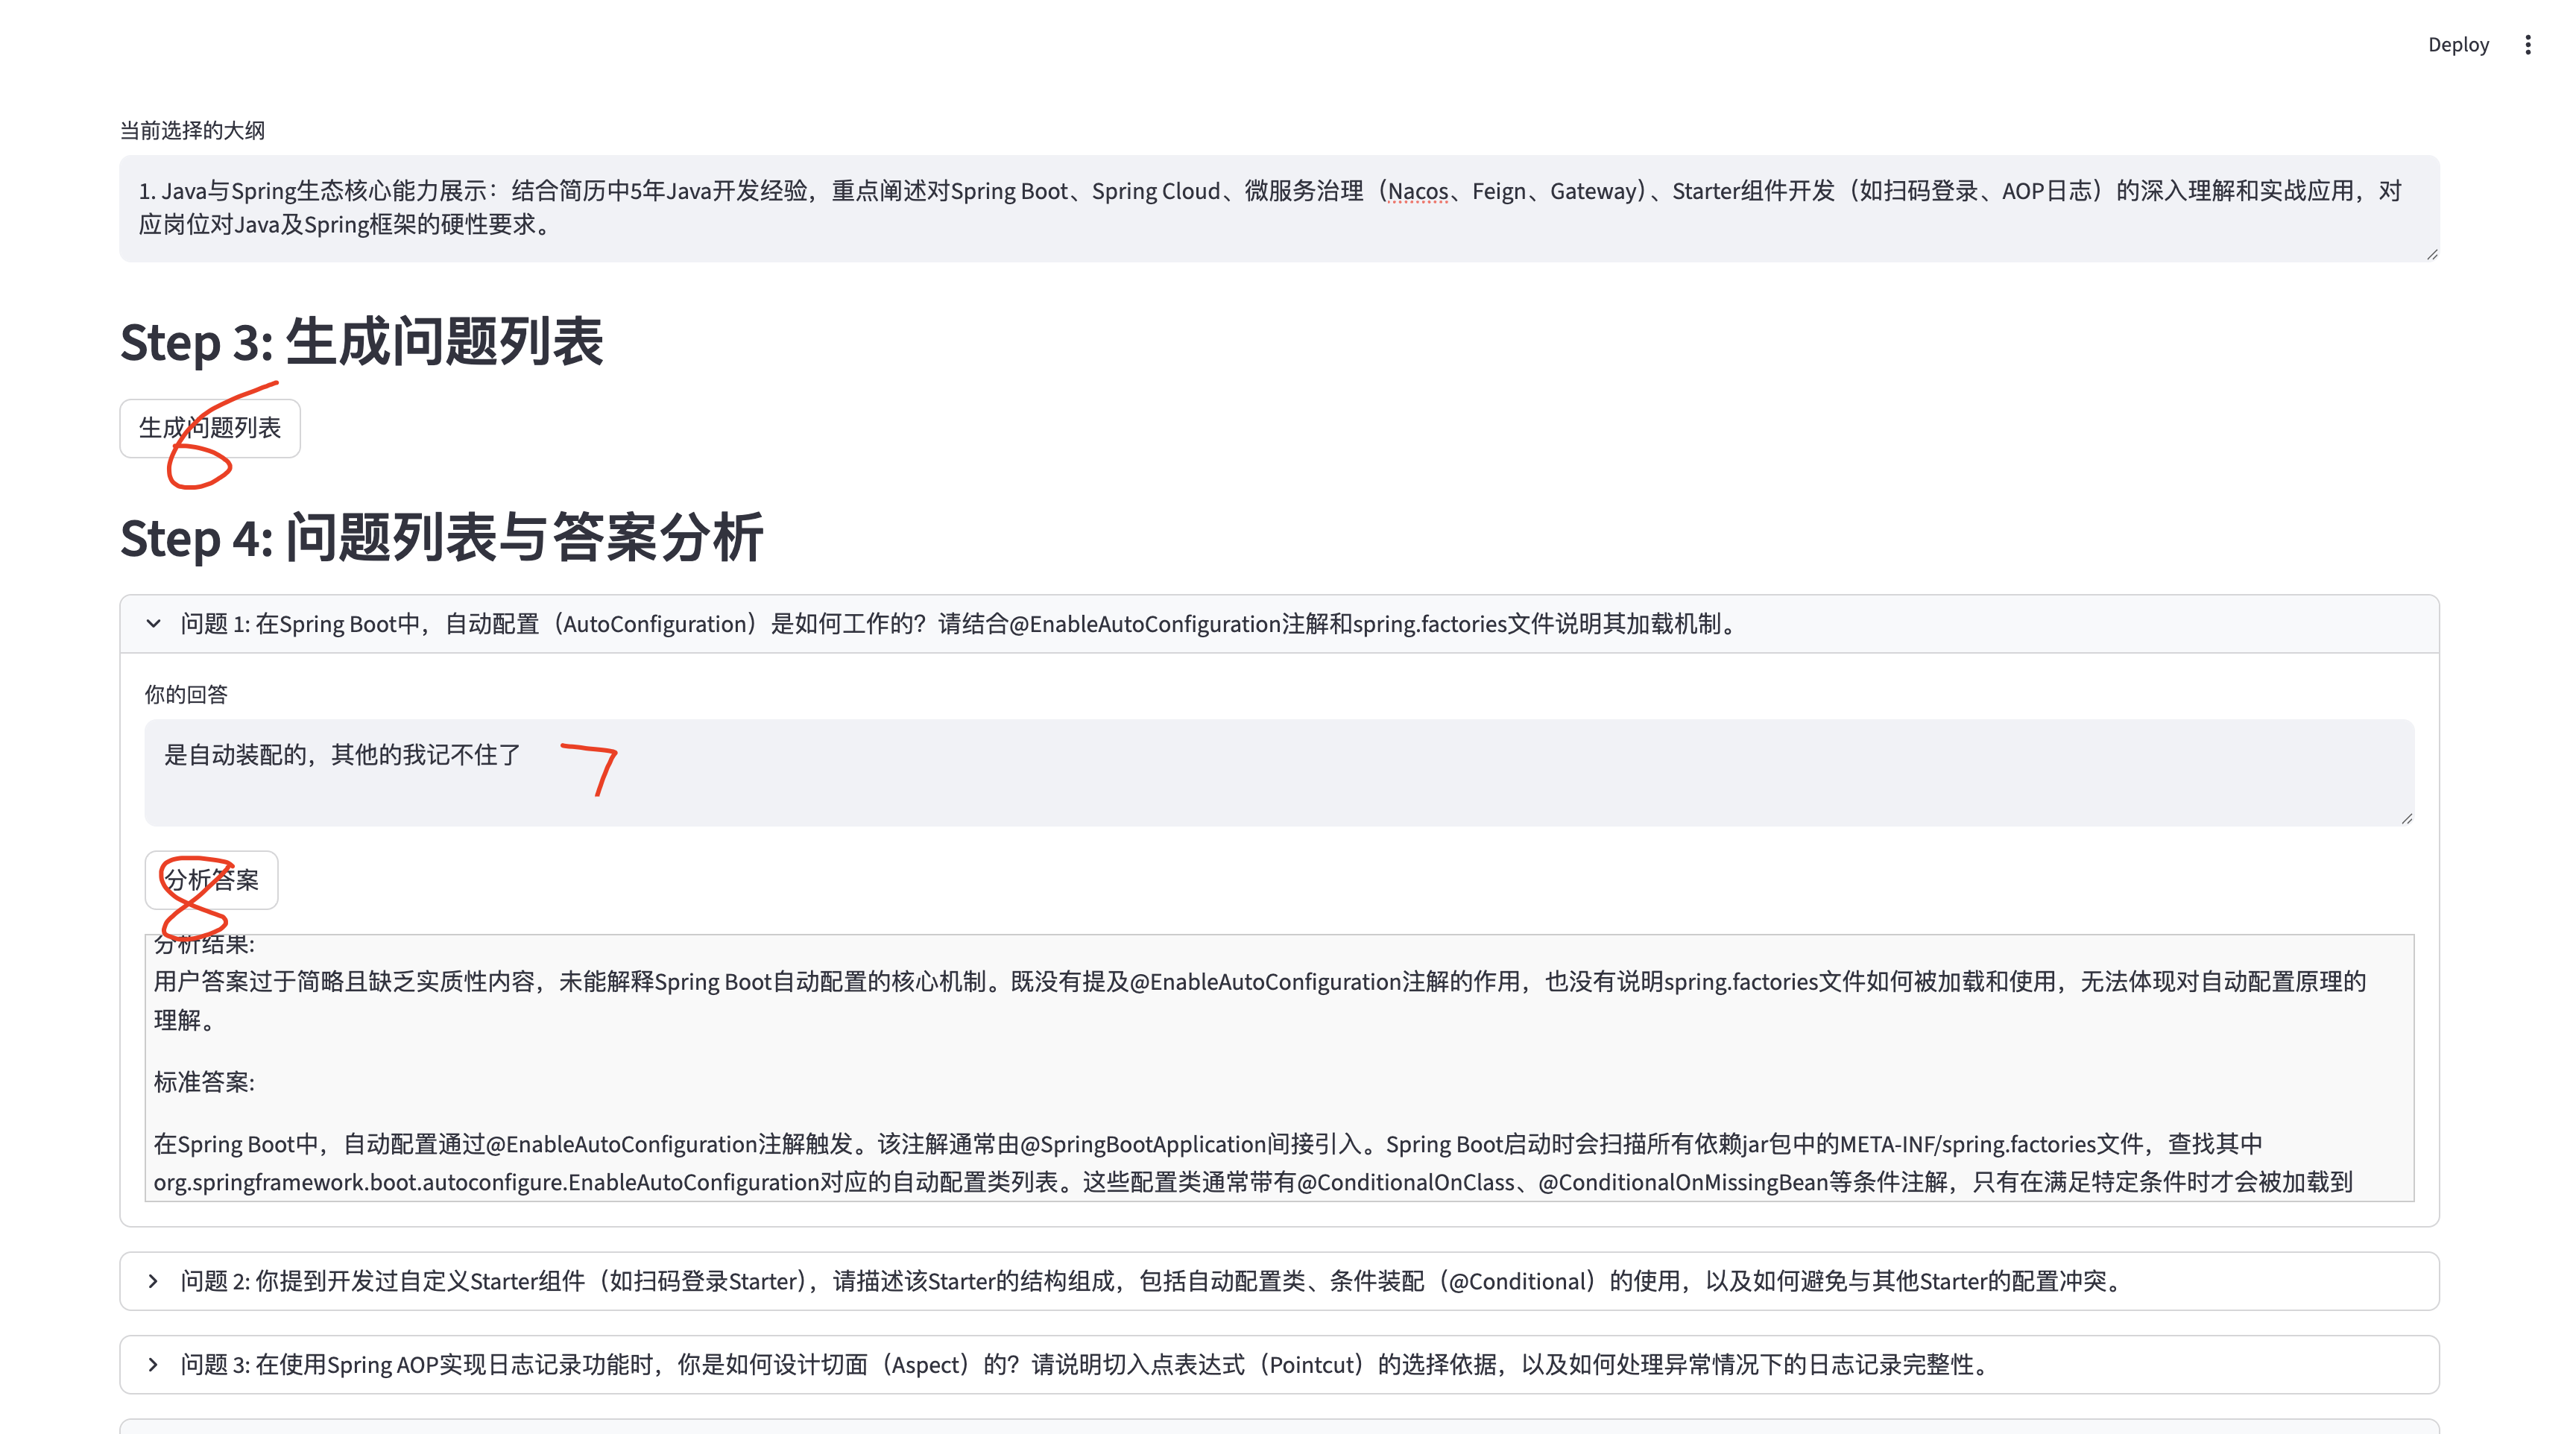 Deploy
当前选择的大纲
1. Java与Spring生态核心能力展示：结合简历中5年Java开发经验，重点阐述对Spring Boot、Spring Cloud、微服务治理（Nacos、Feign、Gateway）、Starter组件开发（如扫码登录、AOP日志）的深入理解和实战应用，对
应岗位对Java及Spring框架的硬性要求。
Step 3: 生成问题列表
生成问题列表
6
Step 4: 问题列表与答案分析
问题 1: 在Spring Boot中，自动配置（AutoConfiguration）是如何工作的？请结合@EnableAutoConfiguration注解和spring.factories文件说明其加载机制。
你的回答
是自动装配的，其他的我记不住了
7
分析答案
8
分析结果:
用户答案过于简略且缺乏实质性内容，未能解释Spring Boot自动配置的核心机制。既没有提及@EnableAutoConfiguration注解的作用，也没有说明spring.factories文件如何被加载和使用，无法体现对自动配置原理的
理解。
标准答案:
在Spring Boot中，自动配置通过@EnableAutoConfiguration注解触发。该注解通常由@SpringBootApplication间接引入。Spring Boot启动时会扫描所有依赖jar包中的META-INF/spring.factories文件，查找其中
org.springframework.boot.autoconfigure.EnableAutoConfiguration对应的自动配置类列表。这些配置类通常带有@ConditionalOnClass、@ConditionalOnMissingBean等条件注解，只有在满足特定条件时才会被加载到
问题 2: 你提到开发过自定义Starter组件（如扫码登录Starter），请描述该Starter的结构组成，包括自动配置类、条件装配（@Conditional）的使用，以及如何避免与其他Starter的配置冲突。
问题 3: 在使用Spring AOP实现日志记录功能时，你是如何设计切面（Aspect）的？请说明切入点表达式（Pointcut）的选择依据，以及如何处理异常情况下的日志记录完整性。